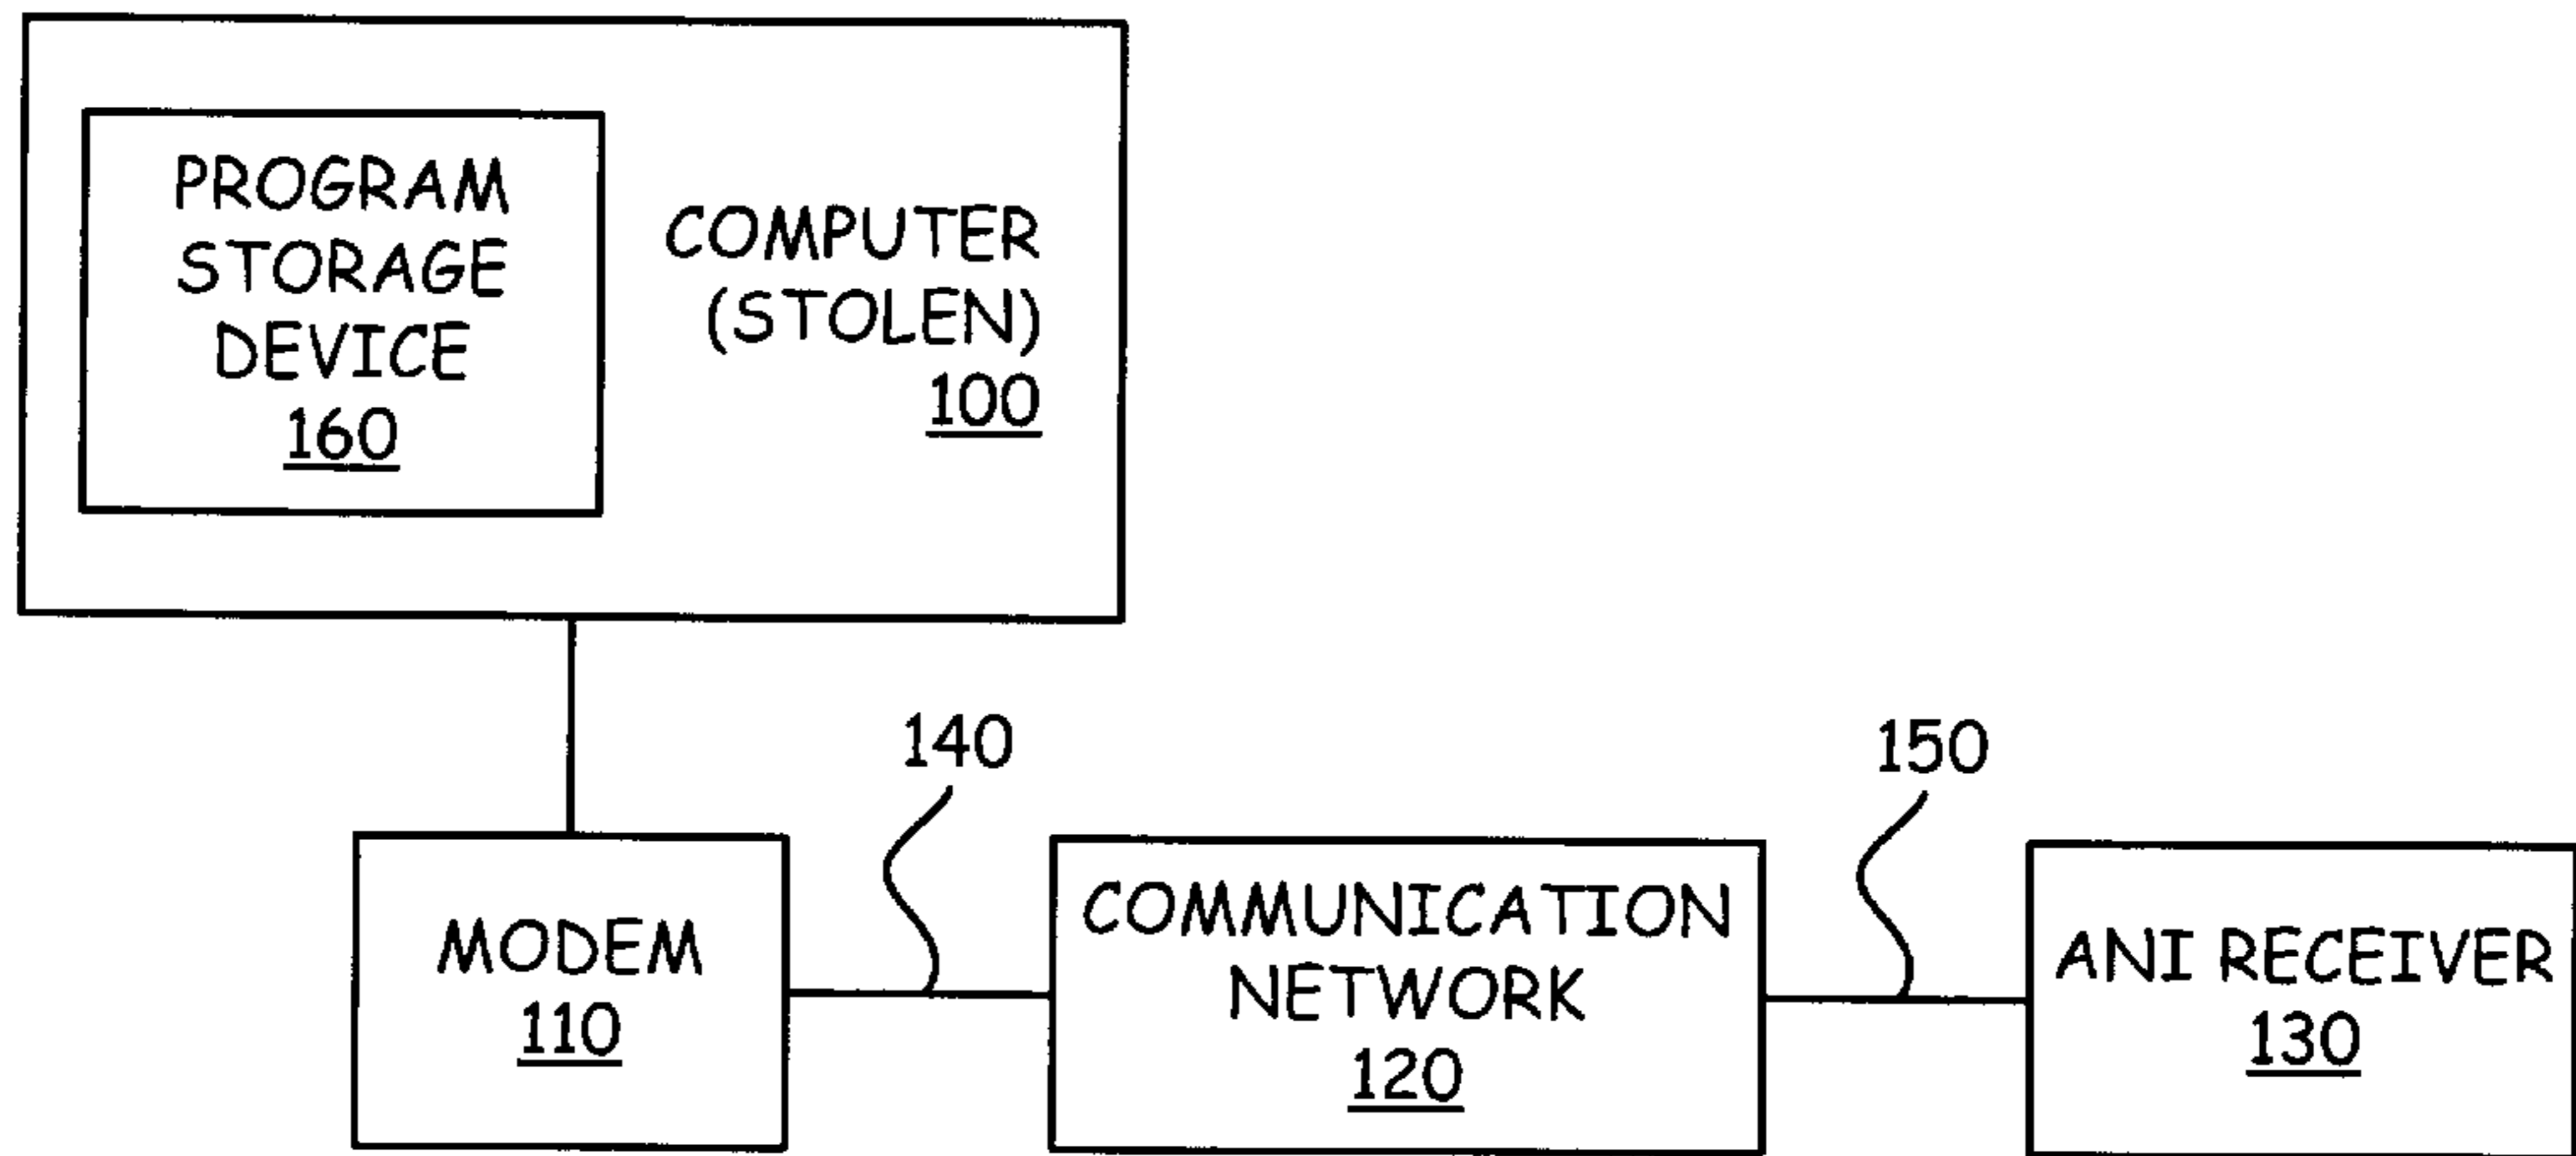 PROGRAM
STORAGE
DEVICE
160
COMPUTER
(STOLEN)
100
140
150
MODEM
110
COMMUNICATION
NETWORK
120
ANI RECEIVER
130